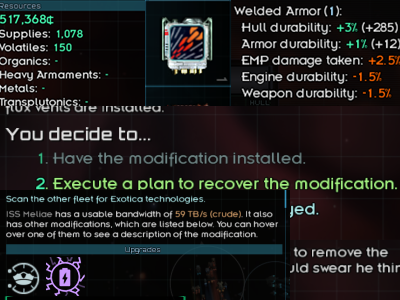 Resources
517,368¢
Supplies: 1,078
Volatiles: 150
Organics: -
Heavy Armaments: -
Metals: -
Transplutonics: -
Welded Armor (1):
Hull durability: +3% (+285)
Armor durability: +1% (+12)
EMP damage taken: +2.5%
Engine durability: -1.5%
Weapon durability: -1.5%
flux vents are installed.
You decide to...
1. Have the modification installed.
2. Execute a plan to recover the modification.
Scan the other fleet for Exotica technologies.
ISS Meliae has a usable bandwidth of 59 TB/s (crude). It also
has other modifications, which are listed below. You can hover
over one of them to see a description of the modification.
Upgrades
to remove the
he thin